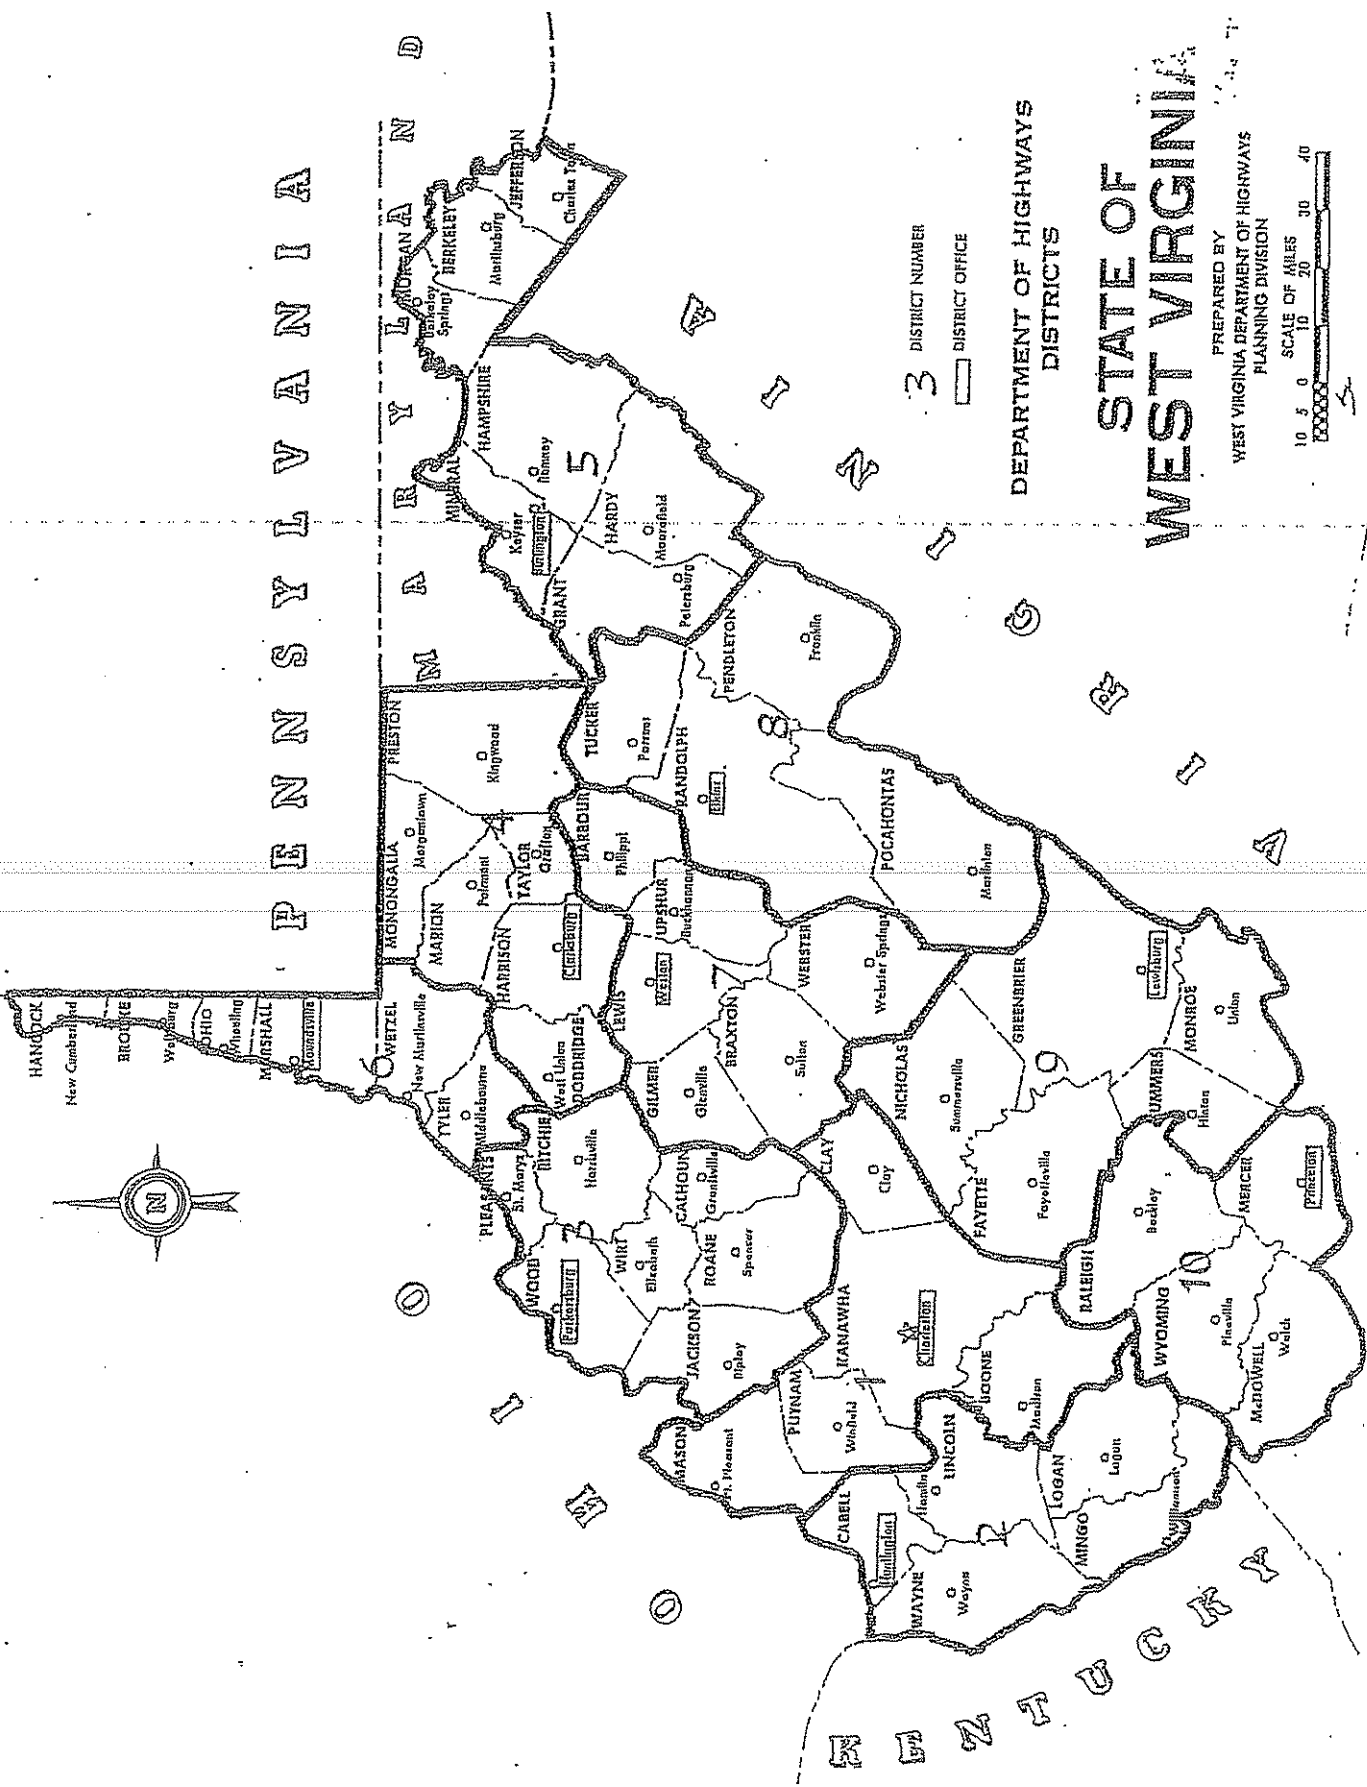 PENNSYLVANIA
MARYLAND
VIRGINIA
OHIO
KENTUCKY
N
HANCOCK
New Cumberland
BROOKE
OHIO
Wheeling
MARSHALL
Moundsville
6
WETZEL
New Martinsville
TYLER
Middlebourne
PLEASANTS
St. Marys
RITCHIE
Harrisville
DODDRIDGE
West Union
MONONGALIA
Morgantown
MARION
Fairmont
PRESTON
Kingwood
4
TAYLOR
Grafton
HARRISON
Clarksburg
BARBOUR
Philippi
TUCKER
Parsons
RANDOLPH
Elkins
8
PENDLETON
Franklin
POCAHONTAS
Marlinton
GRANT
Petersburg
HARDY
Moorefield
5
HAMPSHIRE
Romney
MINERAL
Keyser
Burlington
MORGAN
Berkeley
Springs
BERKELEY
Martinsburg
JEFFERSON
Charles Town
WOOD
Parkersburg
3
WIRT
Elizabeth
CALHOUN
Grantsville
ROANE
Spencer
JACKSON
Ripley
LEWIS
Weston
UPSHUR
Buckhannon
7
GILMER
Glenville
BRAXTON
Sutton
WEBSTER
Webster Springs
MASON
Pt. Pleasant
PUTNAM
Winfield
1
KANAWHA
Charleston
CLAY
Clay
BOONE
Madison
NICHOLAS
Summersville
GREENBRIER
Lewisburg
9
FAYETTE
Fayetteville
SUMMERS
Hinton
MONROE
Union
CABELL
Huntington
WAYNE
Wayne
LINCOLN
Hamlin
2
LOGAN
Logan
MINGO
Williamson
RALEIGH
Beckley
10
WYOMING
Pineville
McDOWELL
Welch
MERCER
Princeton
3 DISTRICT NUMBER
DISTRICT OFFICE
DEPARTMENT OF HIGHWAYS
DISTRICTS
STATE OF
WEST VIRGINIA
PREPARED BY
WEST VIRGINIA DEPARTMENT OF HIGHWAYS
PLANNING DIVISION
SCALE OF MILES
10 5 0 10 20 30 40